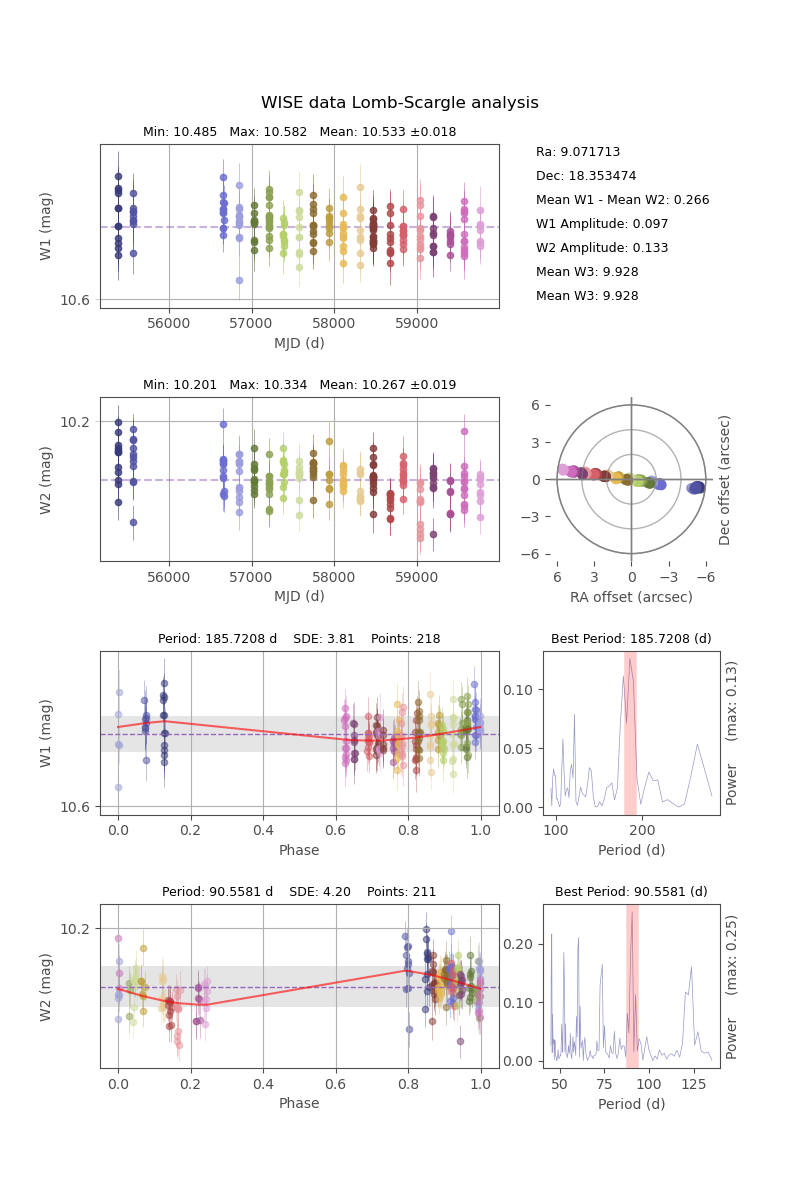 WISE data Lomb-Scargle analysis
Min: 10.485   Max: 10.582   Mean: 10.533 ±0.018
W1 (mag)
10.6
56000 57000 58000 59000
MJD (d)
Ra: 9.071713
Dec: 18.353474
Mean W1 - Mean W2: 0.266
W1 Amplitude: 0.097
W2 Amplitude: 0.133
Mean W3: 9.928
Mean W3: 9.928
Min: 10.201   Max: 10.334   Mean: 10.267 ±0.019
W2 (mag)
10.2
56000 57000 58000 59000
MJD (d)
6
3
0
−3
−6
6 3 0 −3 −6
RA offset (arcsec)
Dec offset (arcsec)
Period: 185.7208 d    SDE: 3.81    Points: 218
W1 (mag)
10.6
0.0 0.2 0.4 0.6 0.8 1.0
Phase
Best Period: 185.7208 (d)
0.10
0.05
0.00
100 200
Period (d)
Power    (max: 0.13)
Period: 90.5581 d    SDE: 4.20    Points: 211
W2 (mag)
10.2
0.0 0.2 0.4 0.6 0.8 1.0
Phase
Best Period: 90.5581 (d)
0.20
0.10
0.00
50 75 100 125
Period (d)
Power    (max: 0.25)